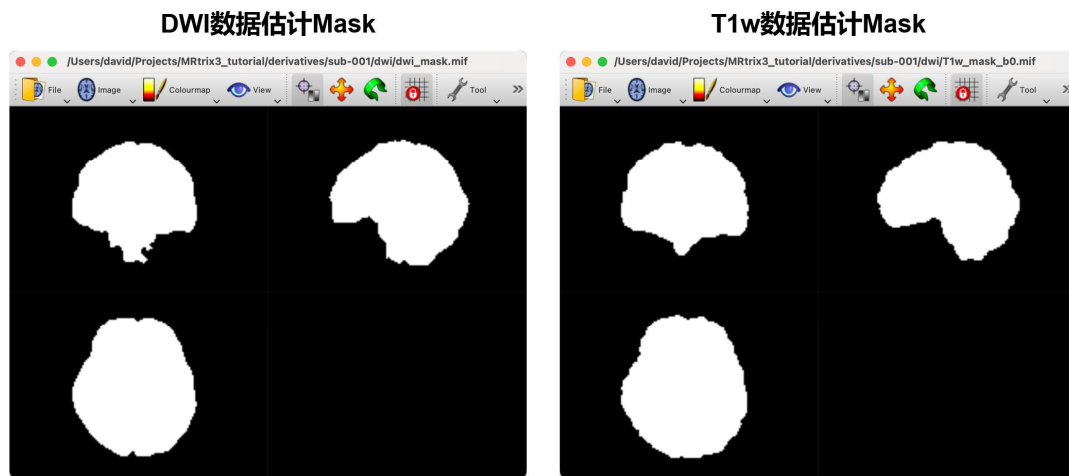 DWI数据估计Mask
T1w数据估计Mask
/Users/david/Projects/MRtrix3_tutorial/derivatives/sub-001/dwi/dwi_mask.mif
File Image Colourmap View Tool »
/Users/david/Projects/MRtrix3_tutorial/derivatives/sub-001/dwi/T1w_mask_b0.mif
File Image Colourmap View Tool »